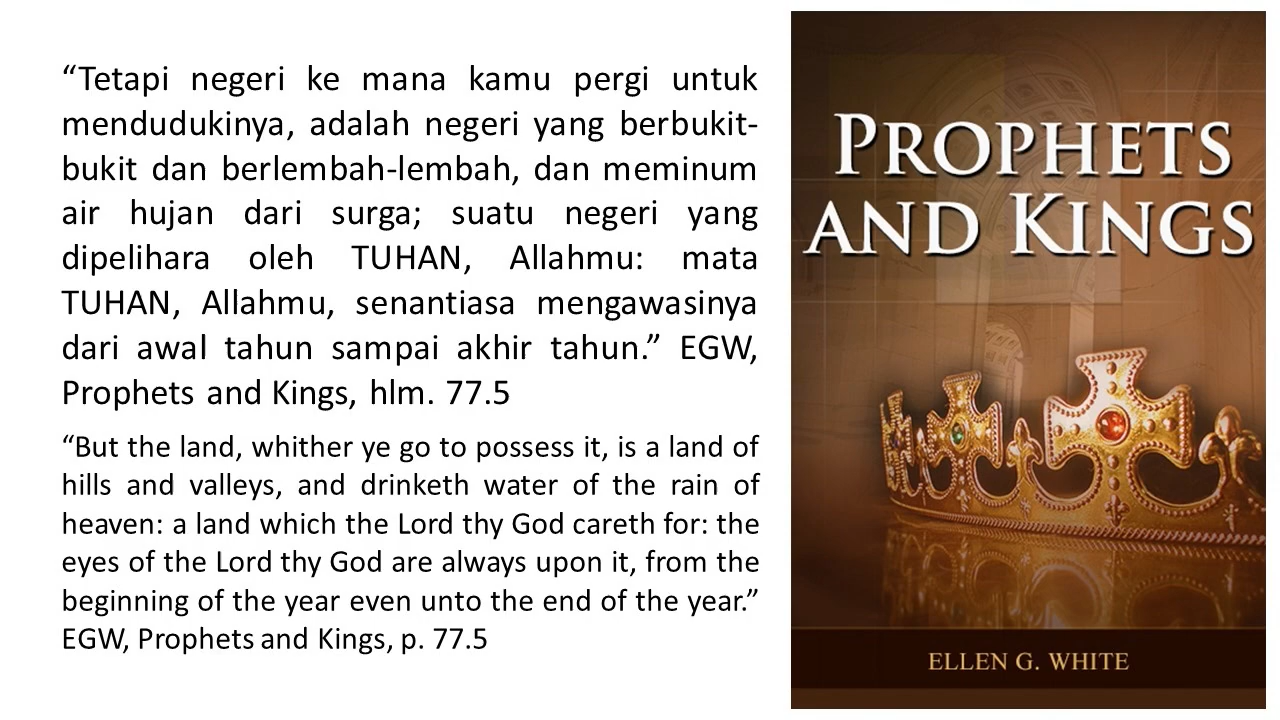 “Tetapi negeri ke mana kamu pergi untuk
mendudukinya, adalah negeri yang berbukit-
bukit dan berlembah-lembah, dan meminum
air hujan dari surga; suatu negeri yang
dipelihara oleh TUHAN, Allahmu: mata
TUHAN, Allahmu, senantiasa mengawasinya
dari awal tahun sampai akhir tahun.” EGW,
Prophets and Kings, hlm. 77.5
“But the land, whither ye go to possess it, is a land of
hills and valleys, and drinketh water of the rain of
heaven: a land which the Lord thy God careth for: the
eyes of the Lord thy God are always upon it, from the
beginning of the year even unto the end of the year.”
EGW, Prophets and Kings, p. 77.5
PROPHETS
AND KINGS
ELLEN G. WHITE